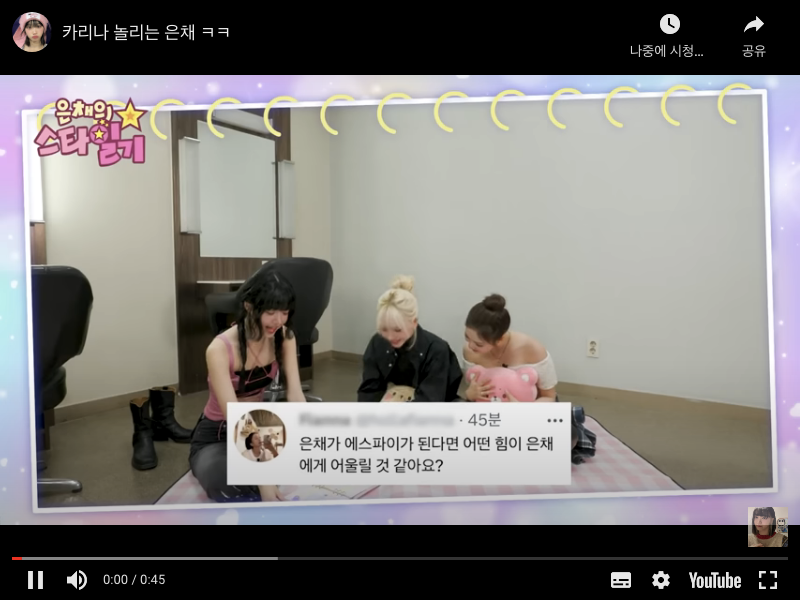 카리나 놀리는 은채 ㅋㅋ
나중에 시청...
공유
은채의
스타일기
· 45분
은채가 에스파이가 된다면 어떤 힘이 은채
에게 어울릴 것 같아요?
0:00 / 0:45
YouTube